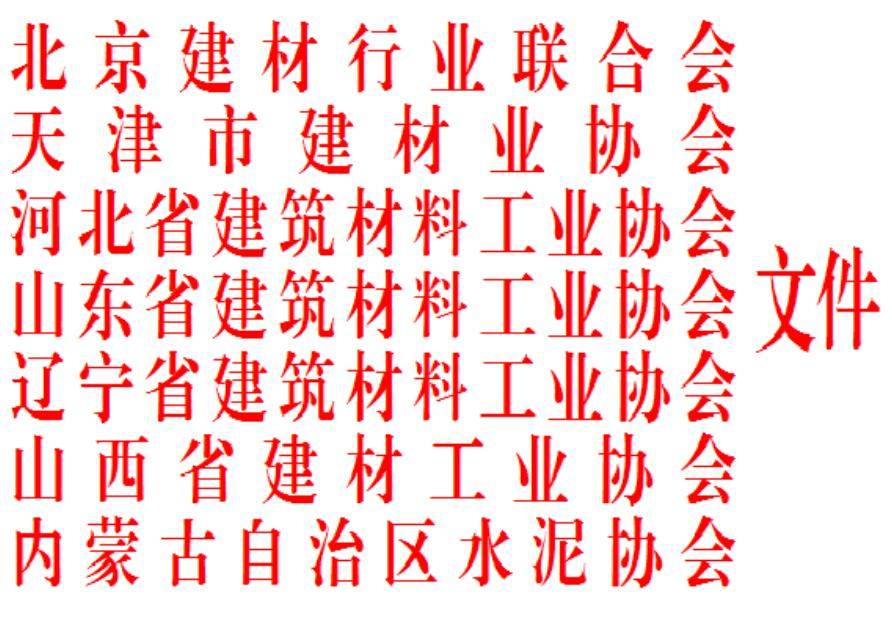 北京建材行业联合会
天津市建材业协会
河北省建筑材料工业协会
山东省建筑材料工业协会
辽宁省建筑材料工业协会
山西省建材工业协会
内蒙古自治区水泥协会
文件